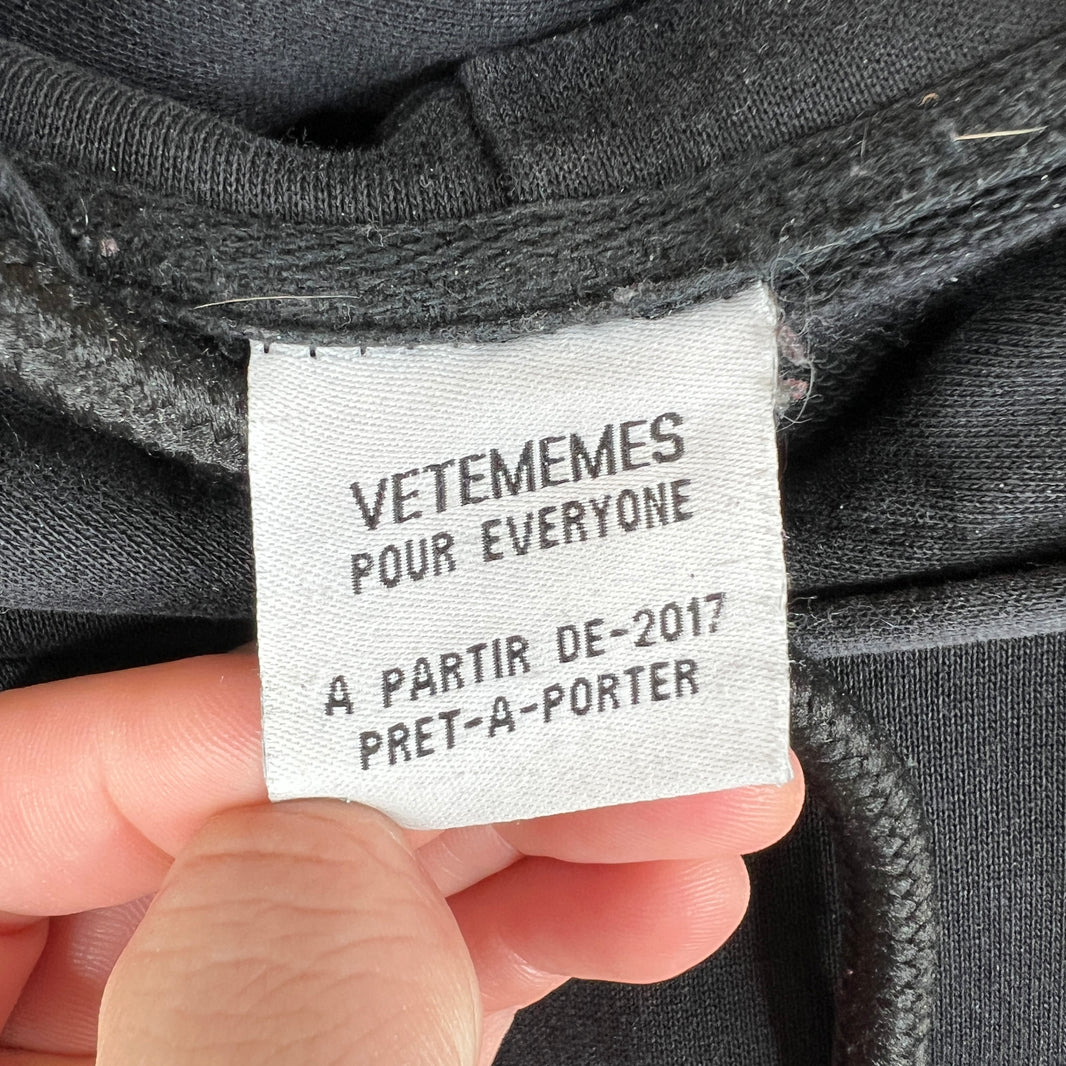 VETEMEMES
POUR EVERYONE
A PARTIR DE-2017
PRET-A-PORTER